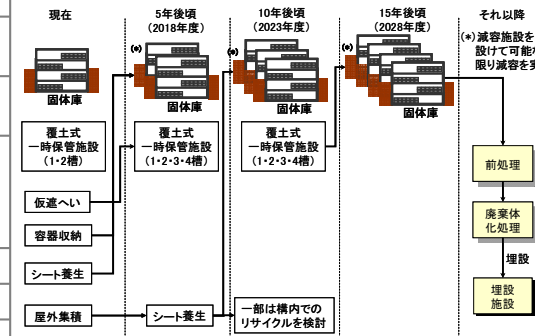 現在
5年後頃
(2018年度)
10年後頃
(2023年度)
15年後頃
(2028年度)
それ以降
(*)減容施設を
設けて可能な
限り減容を実
(*)
(*)
(*)
固体庫
固体庫
固体庫
固体庫
覆土式
一時保管施設
(1・2槽)
覆土式
一時保管施設
(1・2・3・4槽)
覆土式
一時保管施設
(1・2・3・4槽)
前処理
仮遮へい
廃棄体
化処理
容器収納
埋設
シート養生
埋設
施設
屋外集積
シート養生
一部は構内での
リサイクルを検討